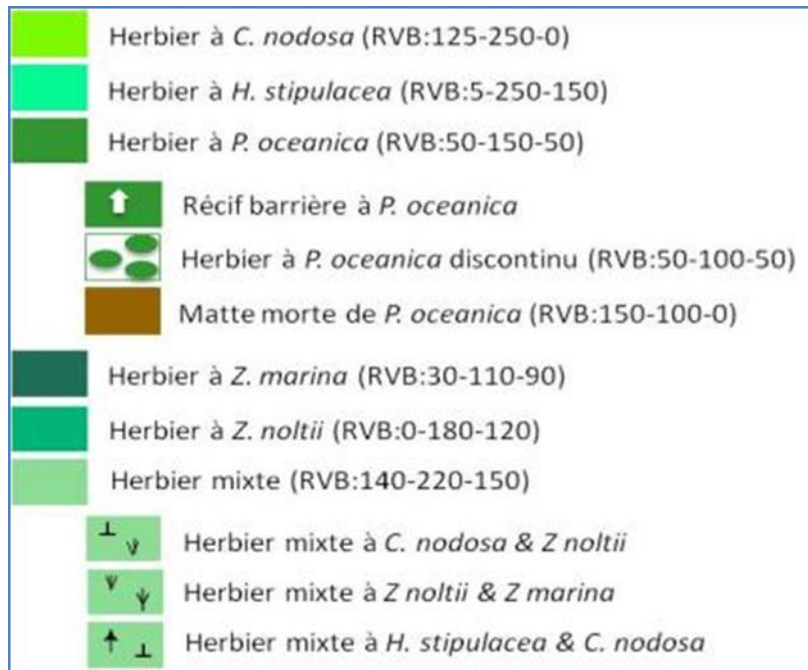 Herbier à C. nodosa (RVB:125-250-0)
Herbier à H. stipulacea (RVB:5-250-150)
Herbier à P. oceanica (RVB:50-150-50)
Récif barrière à P. oceanica
Herbier à P. oceanica discontinu (RVB:50-100-50)
Matte morte de P. oceanica (RVB:150-100-0)
Herbier à Z. marina (RVB:30-110-90)
Herbier à Z. noltii (RVB:0-180-120)
Herbier mixte (RVB:140-220-150)
Herbier mixte à C. nodosa & Z noltii
Herbier mixte à Z noltii & Z marina
Herbier mixte à H. stipulacea & C. nodosa